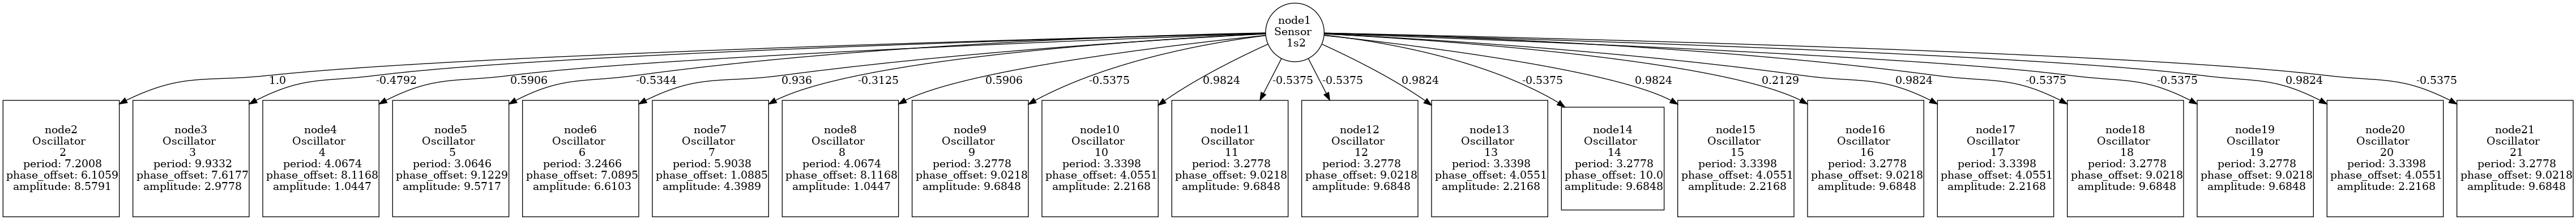 node1
Sensor
1s2
1.0
-0.4792
0.5906
-0.5344
0.936
-0.3125
0.5906
-0.5375
0.9824
-0.5375
-0.5375
0.9824
-0.5375
0.9824
0.2129
0.9824
-0.5375
-0.5375
0.9824
-0.5375
node2
Oscillator
2
period: 7.2008
phase_offset: 6.1059
amplitude: 8.5791
node3
Oscillator
3
period: 9.9332
phase_offset: 7.6177
amplitude: 2.9778
node4
Oscillator
4
period: 4.0674
phase_offset: 8.1168
amplitude: 1.0447
node5
Oscillator
5
period: 3.0646
phase_offset: 9.1229
amplitude: 9.5717
node6
Oscillator
6
period: 3.2466
phase_offset: 7.0895
amplitude: 6.6103
node7
Oscillator
7
period: 5.9038
phase_offset: 1.0885
amplitude: 4.3989
node8
Oscillator
8
period: 4.0674
phase_offset: 8.1168
amplitude: 1.0447
node9
Oscillator
9
period: 3.2778
phase_offset: 9.0218
amplitude: 9.6848
node10
Oscillator
10
period: 3.3398
phase_offset: 4.0551
amplitude: 2.2168
node11
Oscillator
11
period: 3.2778
phase_offset: 9.0218
amplitude: 9.6848
node12
Oscillator
12
period: 3.2778
phase_offset: 9.0218
amplitude: 9.6848
node13
Oscillator
13
period: 3.3398
phase_offset: 4.0551
amplitude: 2.2168
node14
Oscillator
14
period: 3.2778
phase_offset: 10.0
amplitude: 9.6848
node15
Oscillator
15
period: 3.3398
phase_offset: 4.0551
amplitude: 2.2168
node16
Oscillator
16
period: 3.2778
phase_offset: 9.0218
amplitude: 9.6848
node17
Oscillator
17
period: 3.3398
phase_offset: 4.0551
amplitude: 2.2168
node18
Oscillator
18
period: 3.2778
phase_offset: 9.0218
amplitude: 9.6848
node19
Oscillator
19
period: 3.2778
phase_offset: 9.0218
amplitude: 9.6848
node20
Oscillator
20
period: 3.3398
phase_offset: 4.0551
amplitude: 2.2168
node21
Oscillator
21
period: 3.2778
phase_offset: 9.0218
amplitude: 9.6848